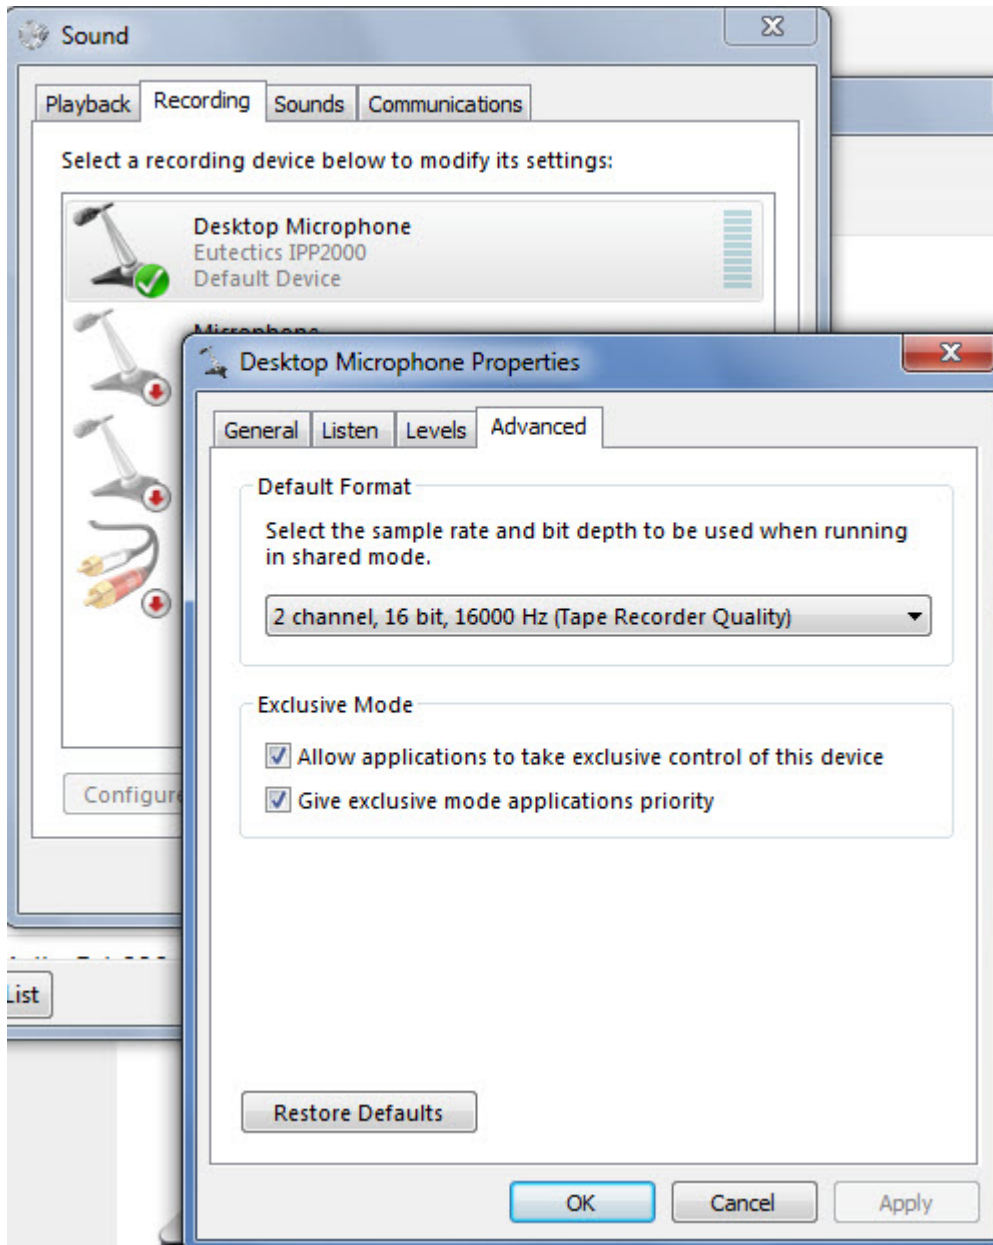 Sound
Playback
Recording
Sounds
Communications
Select a recording device below to modify its settings:
Desktop Microphone
Eutectics IPP2000
Default Device
Microphone
Desktop Microphone Properties
General
Listen
Levels
Advanced
Default Format
Select the sample rate and bit depth to be used when running
in shared mode.
2 channel, 16 bit, 16000 Hz (Tape Recorder Quality)
Exclusive Mode
Allow applications to take exclusive control of this device
Give exclusive mode applications priority
Configure
List
Restore Defaults
OK
Cancel
Apply